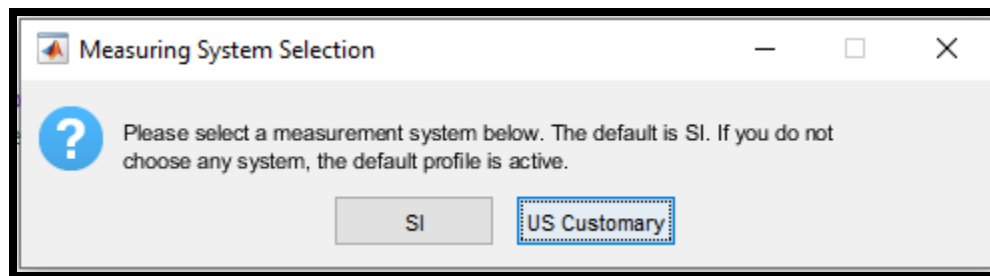 Measuring System Selection
Please select a measurement system below. The default is SI. If you do not
choose any system, the default profile is active.
SI
US Customary